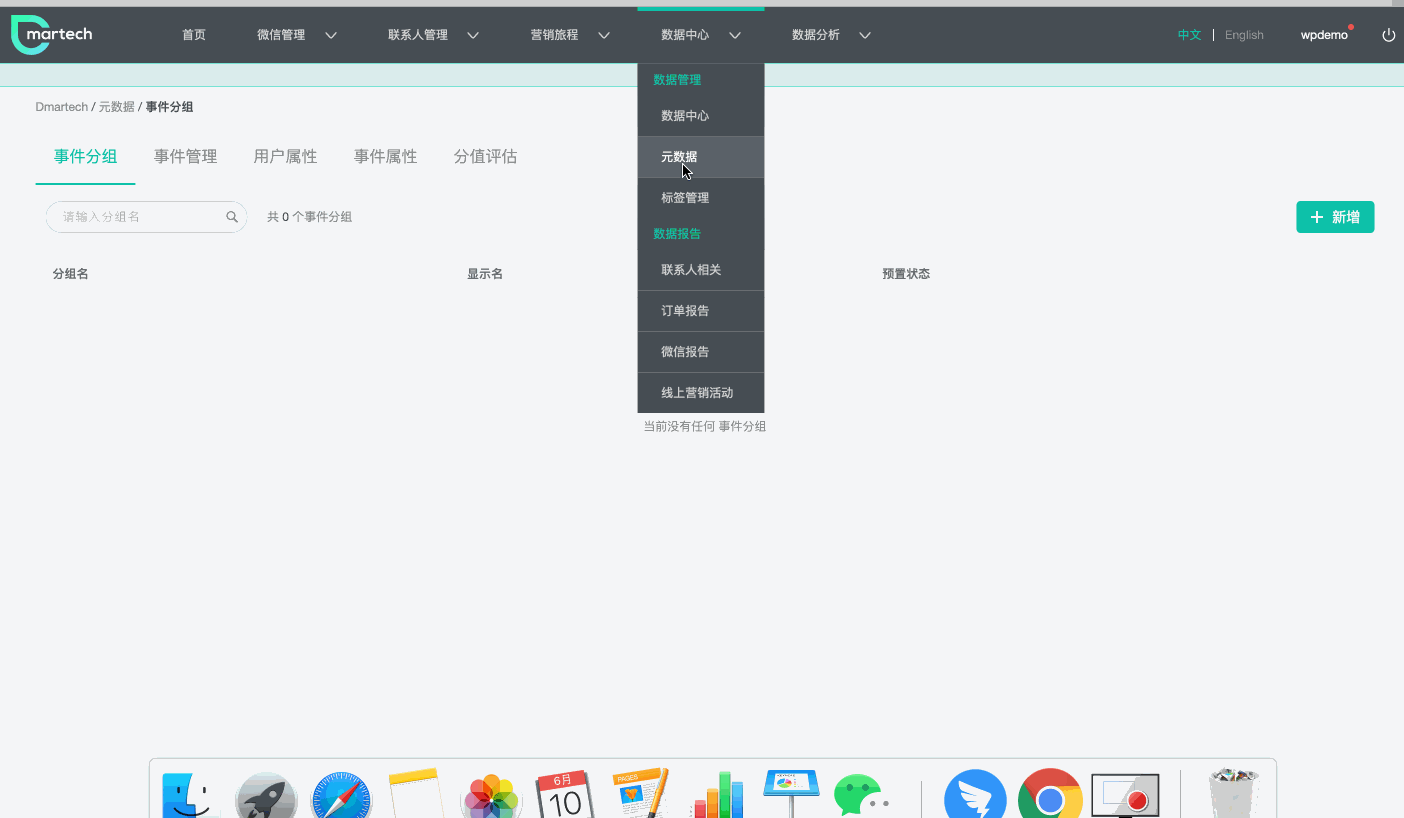 martech
首页
微信管理
联系人管理
营销旅程
数据中心
数据分析
中文 | English
wpdemo
Dmartech / 元数据 / 事件分组
事件分组
事件管理
用户属性
事件属性
分值评估
请输入分组名
共 0 个事件分组
新增
分组名
显示名
预置状态
数据管理
数据中心
元数据
标签管理
数据报告
联系人相关
订单报告
微信报告
线上营销活动
当前没有任何 事件分组
6月
10
PAGES